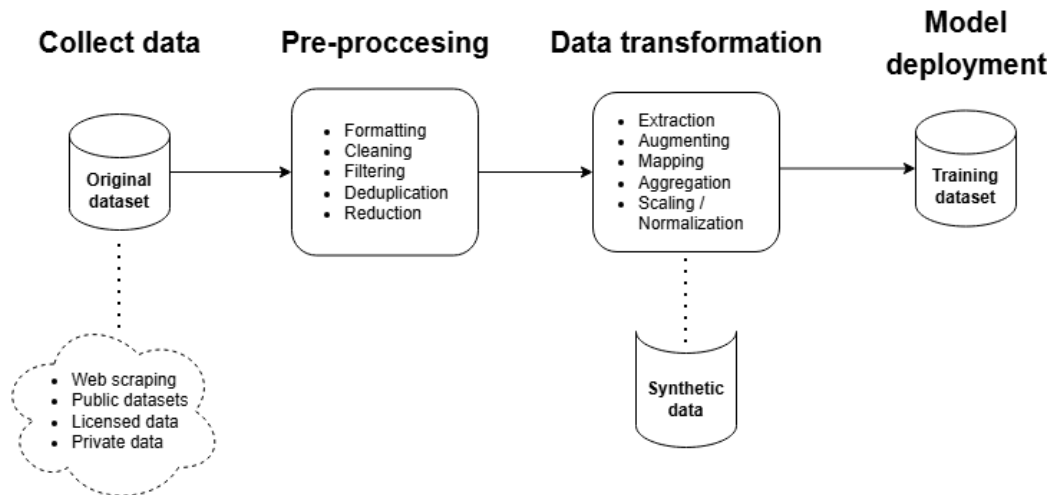 Collect data
Pre-proccesing
Data transformation
Model
deployment
Original
dataset
• Formatting
• Cleaning
• Filtering
• Deduplication
• Reduction
• Extraction
• Augmenting
• Mapping
• Aggregation
• Scaling /
Normalization
Training
dataset
• Web scraping
• Public datasets
• Licensed data
• Private data
Synthetic
data